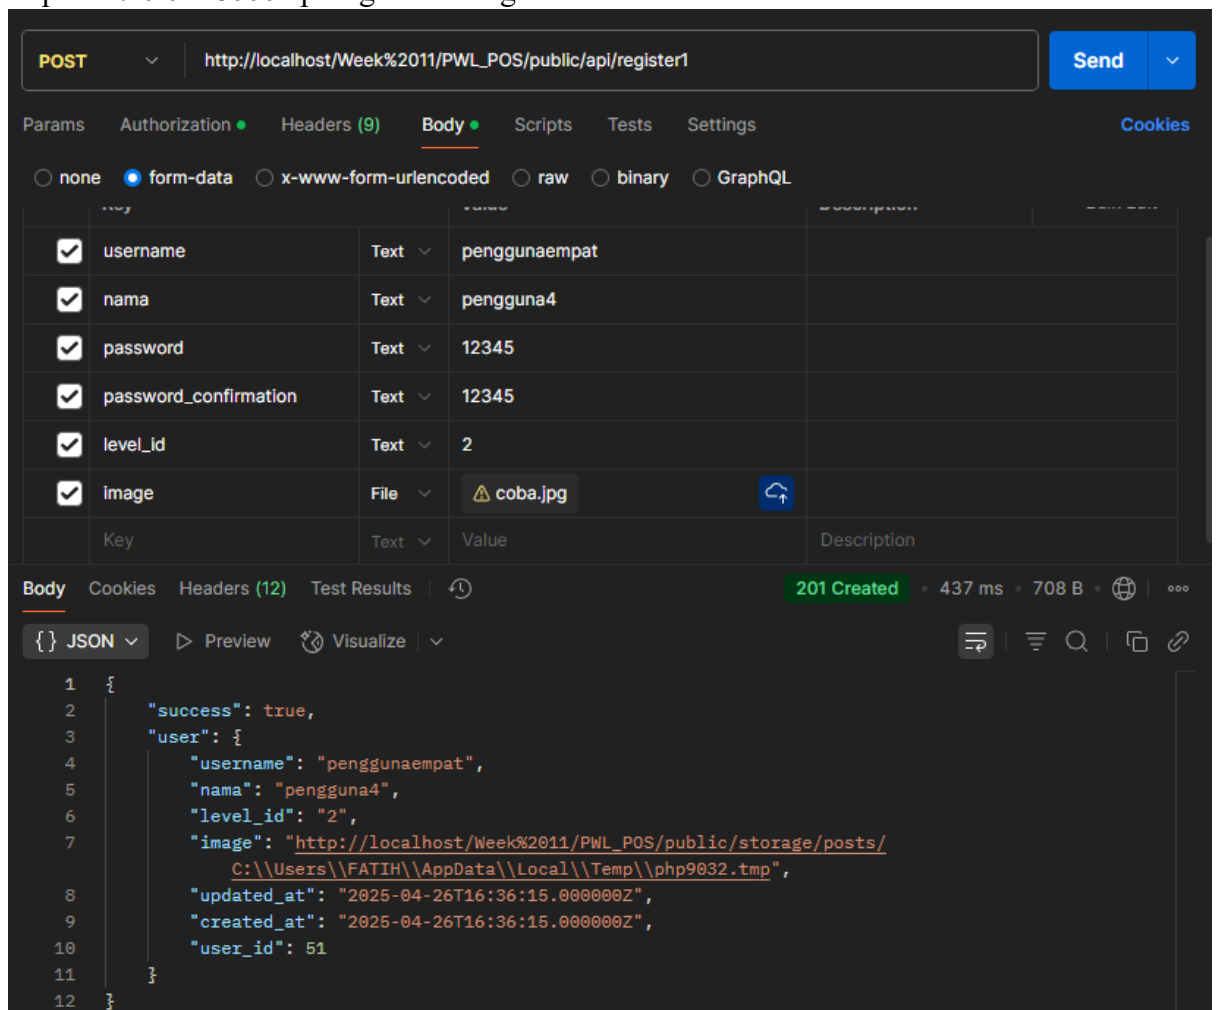 POST http://localhost/Week%2011/PWL_POS/public/api/register1 Send
Params Authorization Headers (9) Body Scripts Tests Settings Cookies
none form-data x-www-form-urlencoded raw binary GraphQL
username Text penggunaempat
nama Text pengguna4
password Text 12345
password_confirmation Text 12345
level_id Text 2
image File coba.jpg
Key Text Value Description
Body Cookies Headers (12) Test Results 201 Created 437 ms 708 B
{} JSON Preview Visualize
1 {
2 "success": true,
3 "user": {
4 "username": "penggunaempat",
5 "nama": "pengguna4",
6 "level_id": "2",
7 "image": "http://localhost/Week%2011/PWL_POS/public/storage/posts/
C:\\Users\\FATIH\\AppData\\Local\\Temp\\php9032.tmp",
8 "updated_at": "2025-04-26T16:36:15.000000Z",
9 "created_at": "2025-04-26T16:36:15.000000Z",
10 "user_id": 51
11 }
12 }